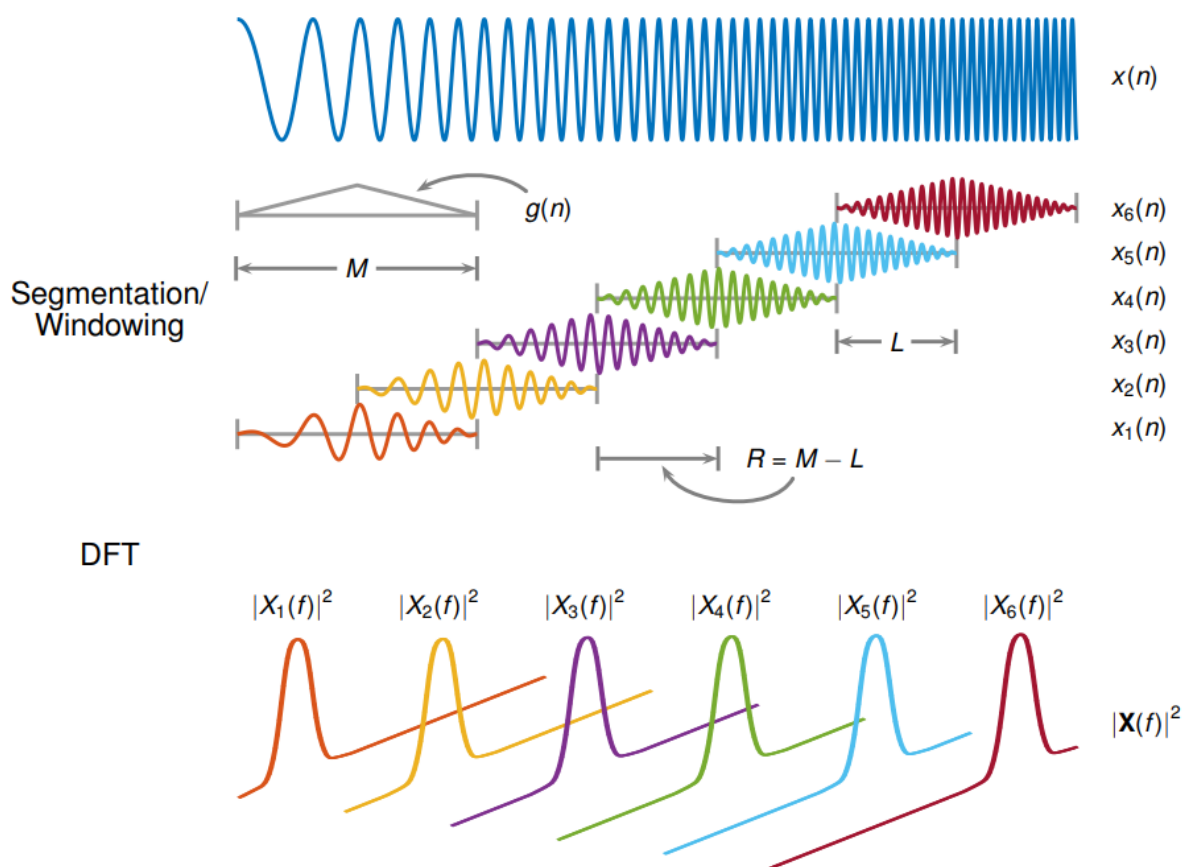 x(n)
g(n)
x₆(n)
x₅(n)
M
Segmentation/
Windowing
x₄(n)
L
x₃(n)
x₂(n)
x₁(n)
R = M − L
DFT
|X₁(f)|² |X₂(f)|² |X₃(f)|² |X₄(f)|² |X₅(f)|² |X₆(f)|²
|X(f)|²